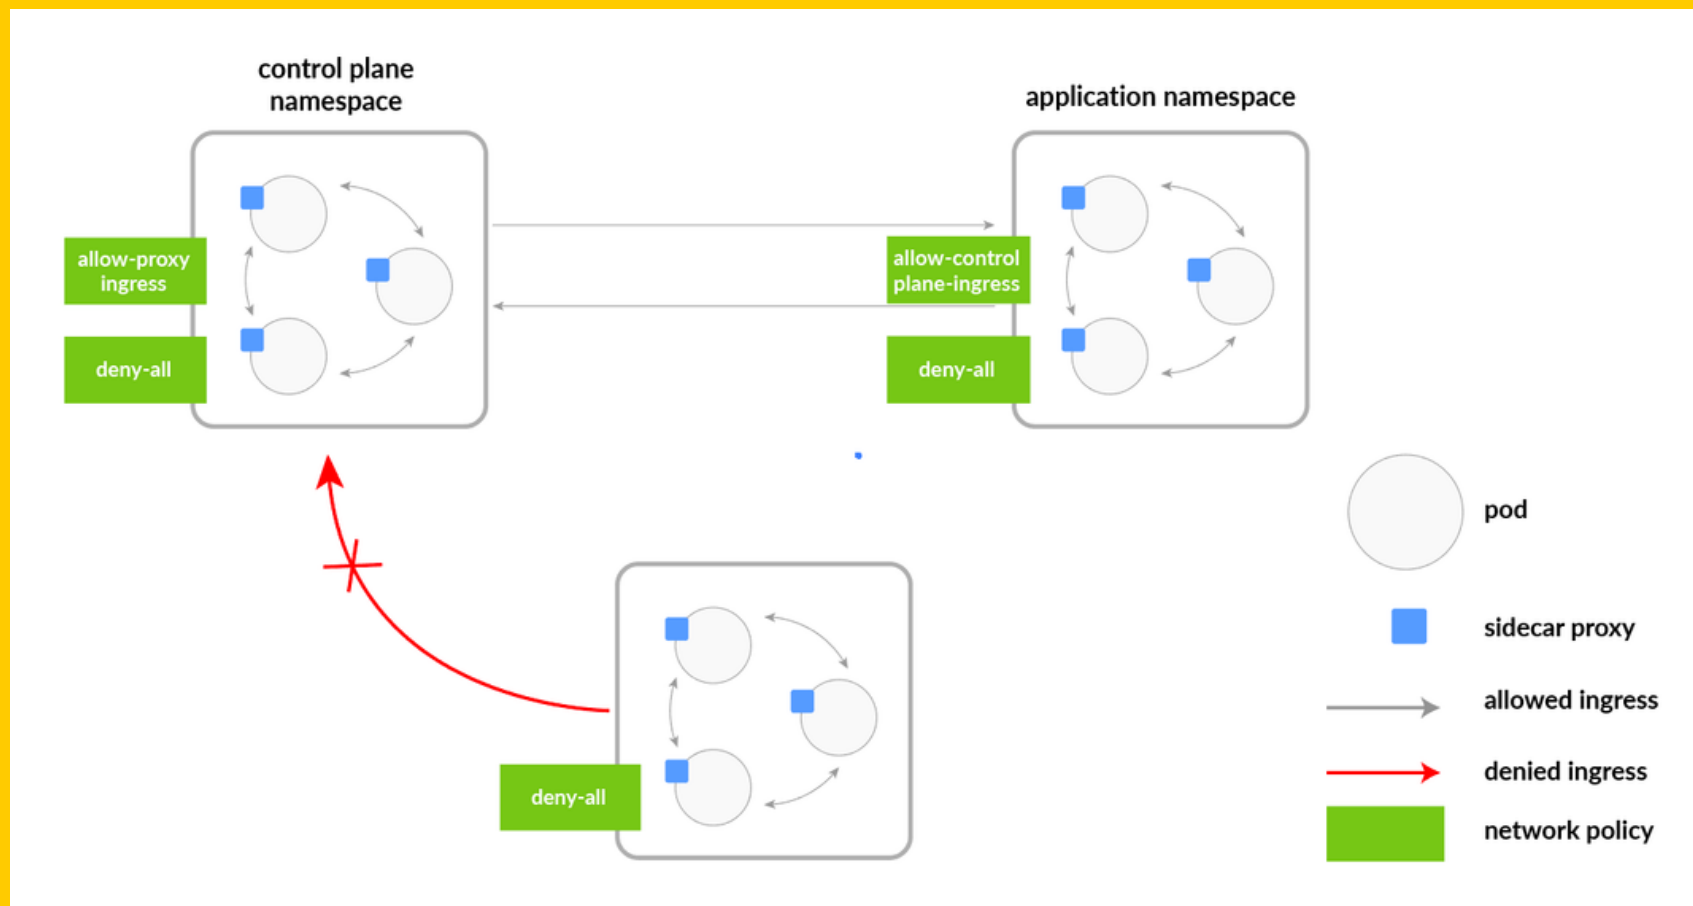 control plane
namespace
application namespace
allow-proxy
ingress
deny-all
allow-control
plane-ingress
deny-all
deny-all
pod
sidecar proxy
allowed ingress
denied ingress
network policy